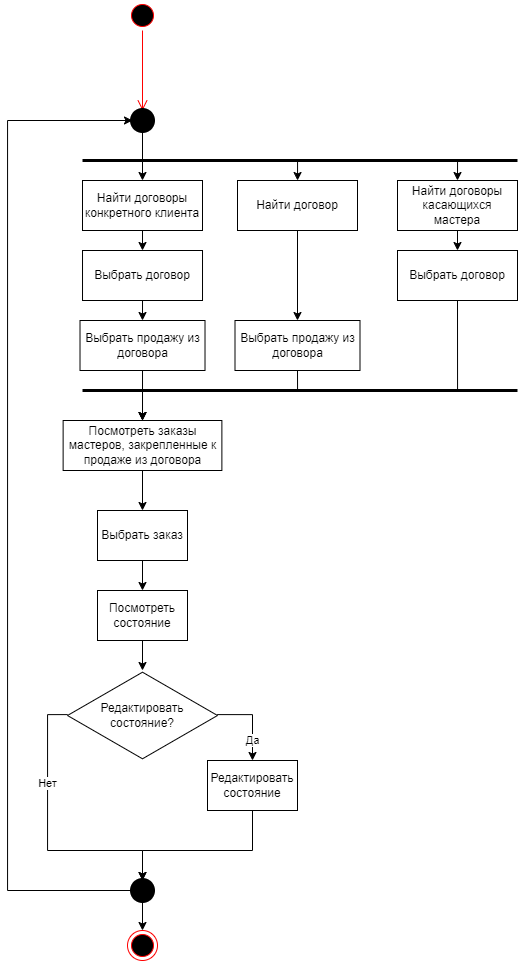 Найти договоры
конкретного клиента
Найти договор
Найти договоры
касающихся
мастера
Выбрать договор
Выбрать договор
Выбрать продажу из
договора
Выбрать продажу из
договора
Посмотреть заказы
мастеров, закрепленные к
продаже из договора
Выбрать заказ
Посмотреть
состояние
Редактировать
состояние?
Да
Нет
Редактировать
состояние